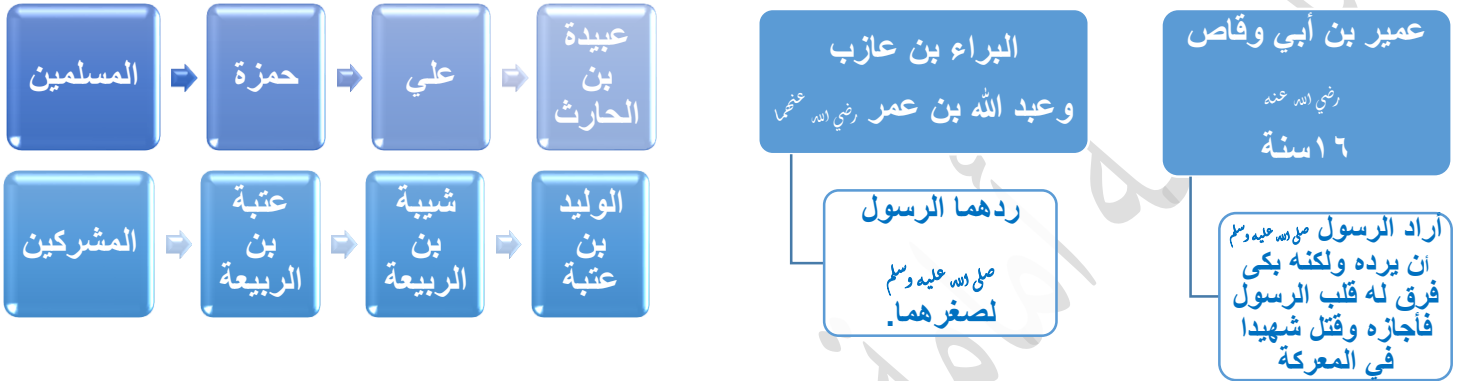 عمير بن أبي وقاص
رضي الله عنه
١٦سنة
أراد الرسول صلى الله عليه وسلم
أن يرده ولكنه بكى
فرق له قلب الرسول
فأجازه وقتل شهيدا
في المعركة
البراء بن عازب
وعبد الله بن عمر رضي الله عنهما
ردهما الرسول
صلى الله عليه وسلم
لصغرهما.
المسلمين
حمزة
علي
عبيدة
بن
الحارث
المشركين
عتبة
بن
الربيعة
شيبة
بن
الربيعة
الوليد
بن
عتبة